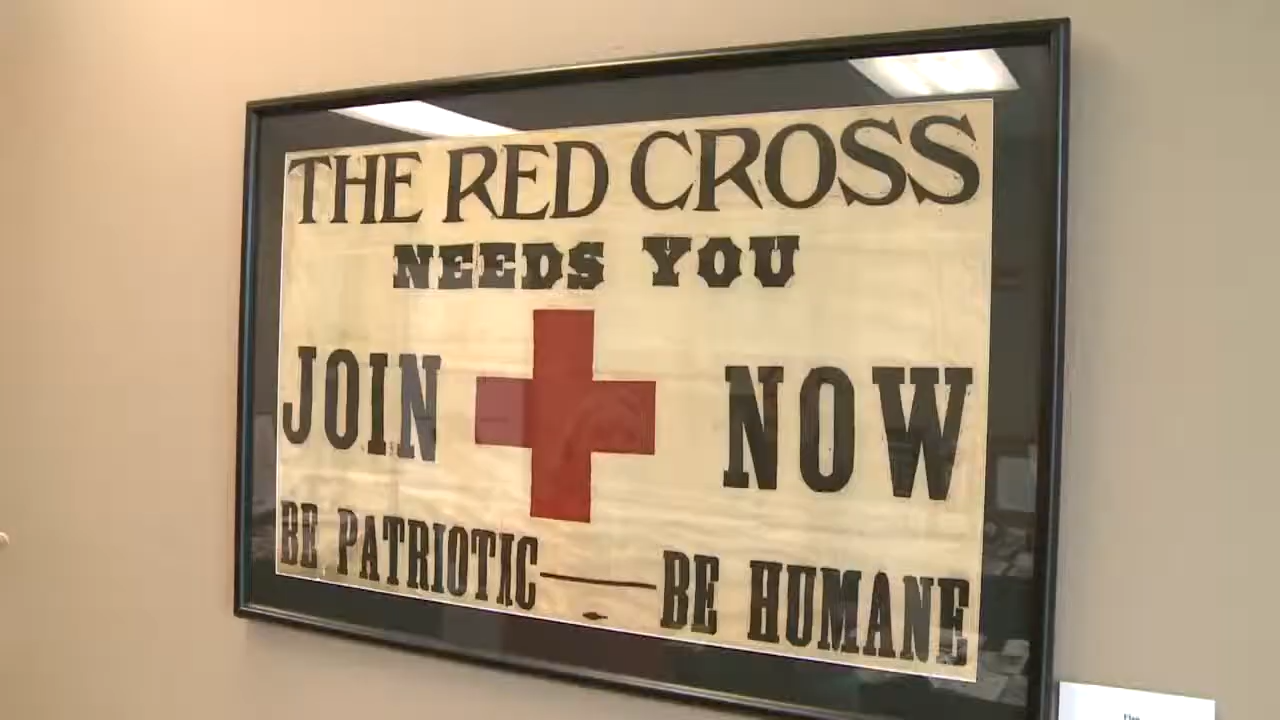 THE RED CROSS
NEEDS YOU
JOIN NOW
BE PATRIOTIC — BE HUMANE